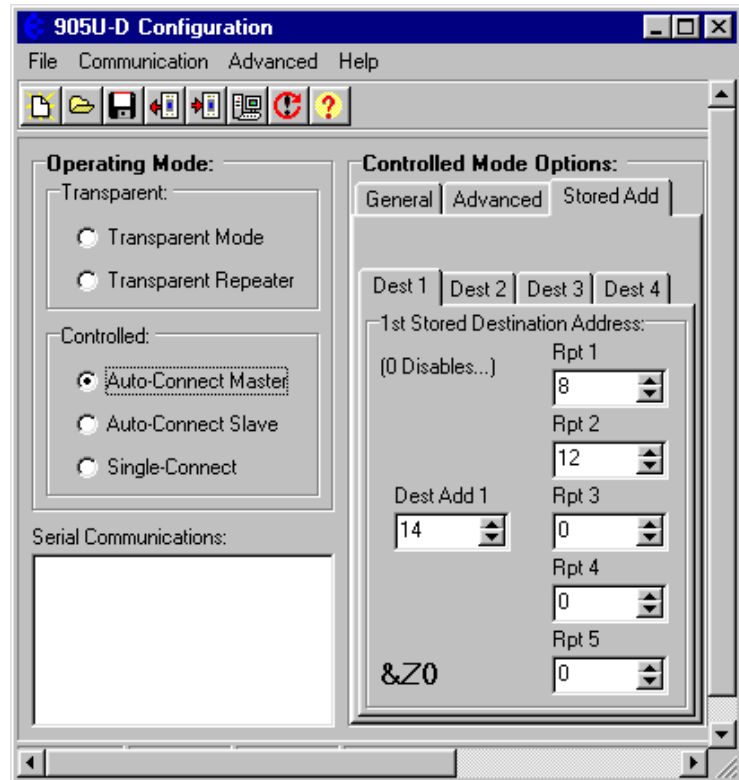 905U-D Configuration
File Communication Advanced Help
Operating Mode:
Transparent:
Transparent Mode
Transparent Repeater
Controlled:
Auto-Connect Master
Auto-Connect Slave
Single-Connect
Serial Communications:
Controlled Mode Options:
General Advanced Stored Add
Dest 1 Dest 2 Dest 3 Dest 4
1st Stored Destination Address:
(0 Disables...)
Rpt 1
8
Rpt 2
12
Dest Add 1
14
Rpt 3
0
Rpt 4
0
Rpt 5
0
&Z0